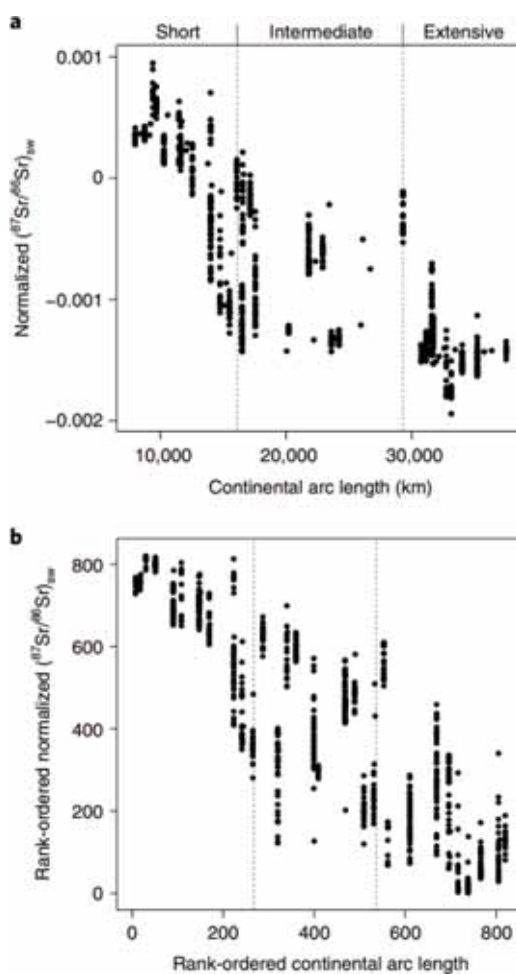 a
Short Intermediate Extensive
0.001
0
−0.001
−0.002
Normalized (⁸⁷Sr/⁸⁶Sr)sw
10,000 20,000 30,000
Continental arc length (km)
b
800
600
400
200
0
Rank-ordered normalized (⁸⁷Sr/⁸⁶Sr)sw
0 200 400 600 800
Rank-ordered continental arc length